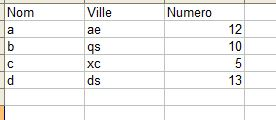 Nom Ville Numero
a ae 12
b qs 10
c xc 5
d ds 13